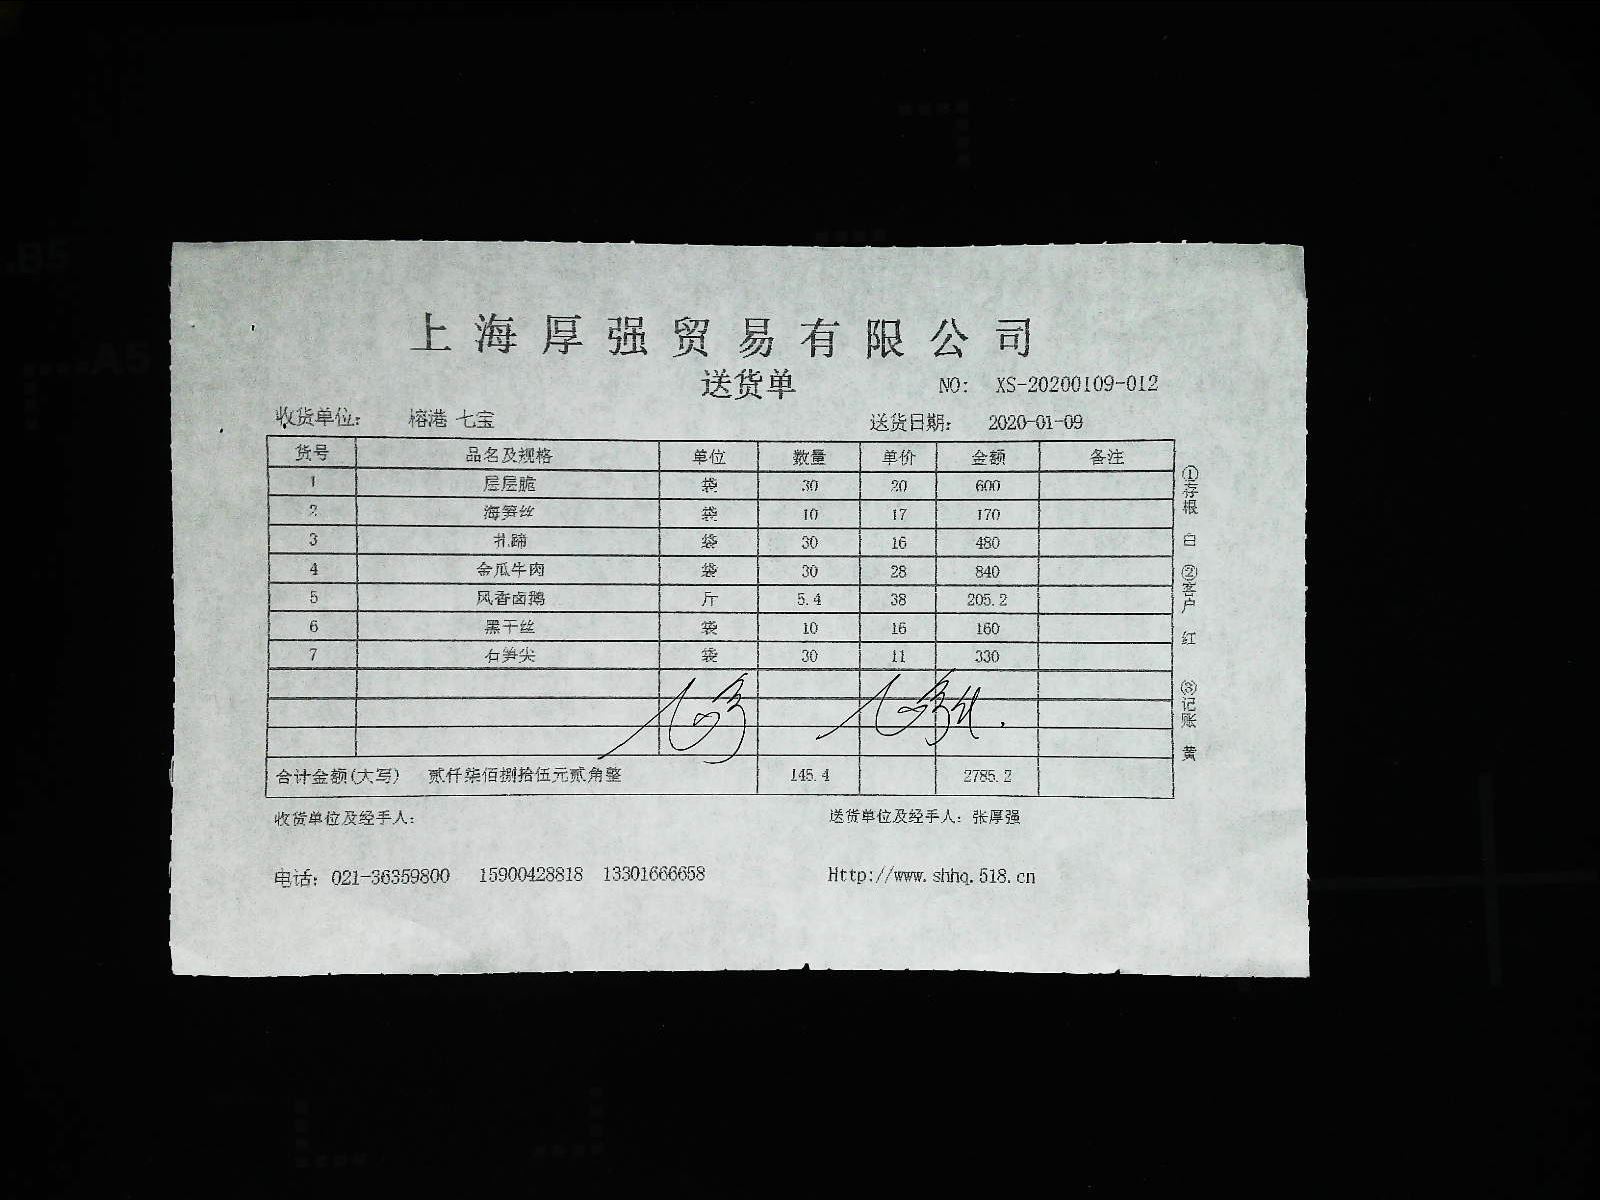 上海厚强贸易有限公司
送货单 NO: XS-20200109-012
收货单位: 榕港 七宝 送货日期: 2020-01-09
货号 品名及规格 单位 数量 单价 金额 备注
1 层层脆 袋 30 20 600
2 海笋丝 袋 10 17 170
3 扎蹄 袋 30 16 480
4 金瓜牛肉 袋 30 28 840
5 风香卤鹅 斤 5.4 38 205.2
6 黑干丝 袋 10 16 160
7 石笋尖 袋 30 11 330
合计金额(大写) 贰仟柒佰捌拾伍元贰角整 145.4 2785.2
收货单位及经手人: 送货单位及经手人: 张厚强
电话: 021-36359800 15900428818 13301666658 Http://www.shhq.518.cn
①存根 白 ②客户 红 ③记账 黄
B5
A5